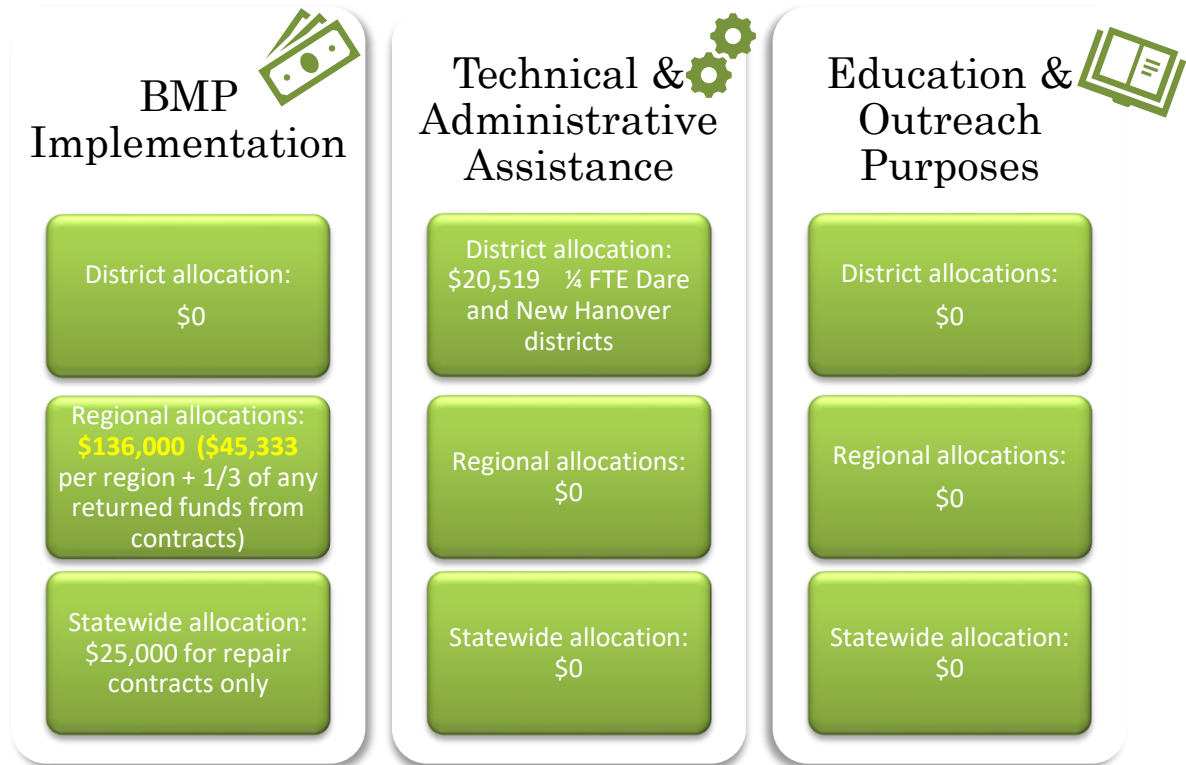 BMP
Implementation
District allocation:
$0
Regional allocations:
$136,000 ($45,333
per region + 1/3 of any
returned funds from
contracts)
Statewide allocation:
$25,000 for repair
contracts only
Technical &
Administrative
Assistance
District allocation:
$20,519 ¼ FTE Dare
and New Hanover
districts
Regional allocations:
$0
Statewide allocation:
$0
Education &
Outreach
Purposes
District allocations:
$0
Regional allocations:
$0
Statewide allocation:
$0